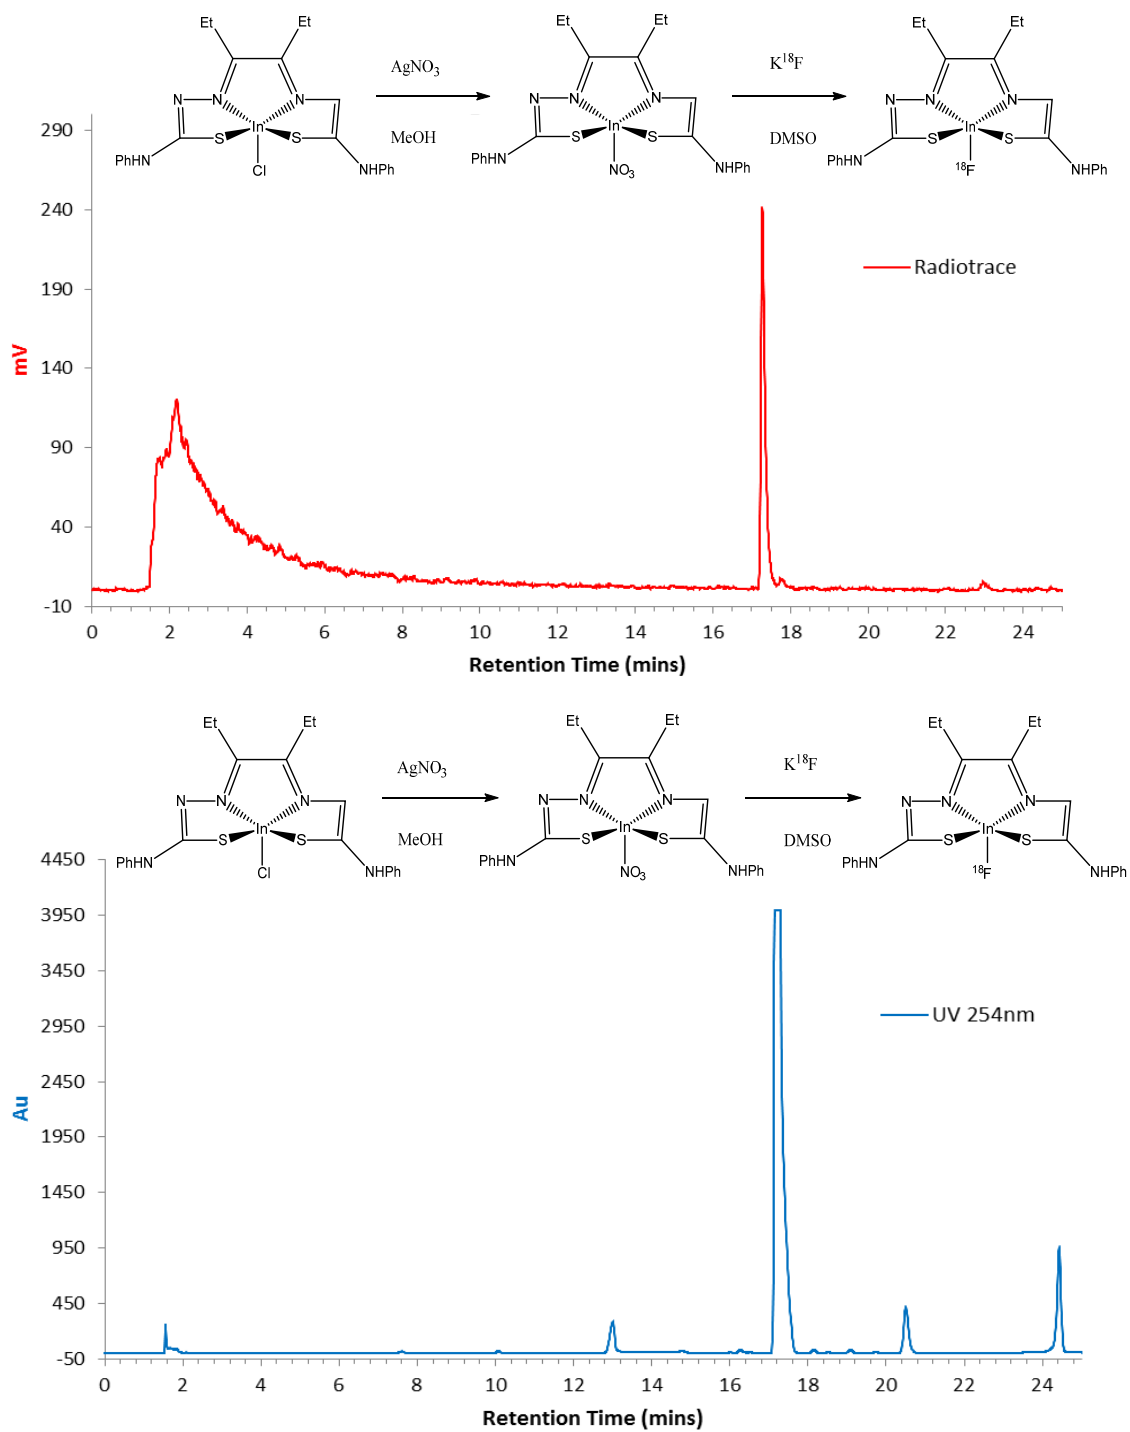 Et Et Et Et Et Et
AgNO3 K18F
N N N N N N N N N
MeOH DMSO
S In S S In S S In S
PhHN Cl NHPh PhHN NO3 NHPh PhHN 18F NHPh
290
240
Radiotrace
190
140
mV
90
40
-10
0 2 4 6 8 10 12 14 16 18 20 22 24
Retention Time (mins)
Et Et Et Et Et Et
AgNO3 K18F
N N N N N N N N N
MeOH DMSO
S In S S In S S In S
PhHN Cl NHPh PhHN NO3 NHPh PhHN 18F NHPh
4450
3950
3450
UV 254nm
2950
2450
Au
1950
1450
950
450
-50
0 2 4 6 8 10 12 14 16 18 20 22 24
Retention Time (mins)